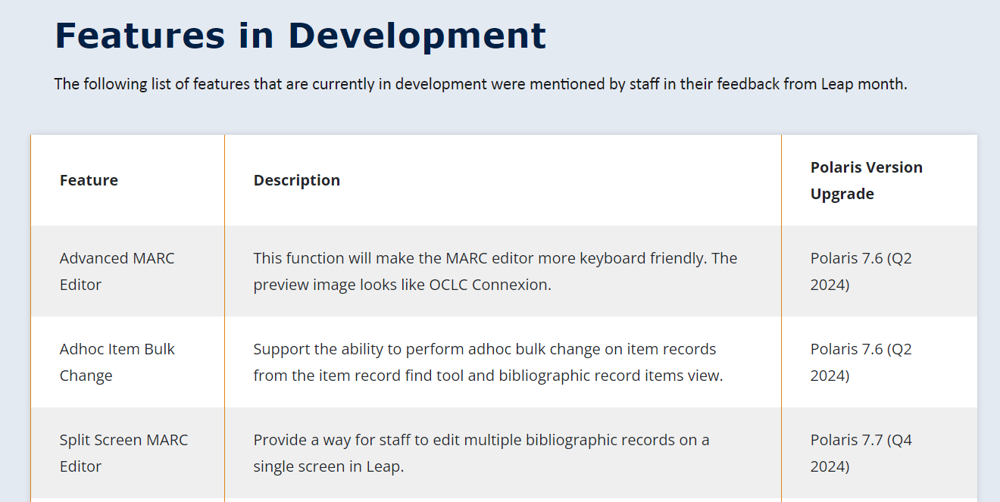 Features in Development
The following list of features that are currently in development were mentioned by staff in their feedback from Leap month.
Feature
Description
Polaris Version
Upgrade
Advanced MARC
Editor
This function will make the MARC editor more keyboard friendly. The
preview image looks like OCLC Connexion.
Polaris 7.6 (Q2
2024)
Adhoc Item Bulk
Change
Support the ability to perform adhoc bulk change on item records
from the item record find tool and bibliographic record items view.
Polaris 7.6 (Q2
2024)
Split Screen MARC
Editor
Provide a way for staff to edit multiple bibliographic records on a
single screen in Leap.
Polaris 7.7 (Q4
2024)